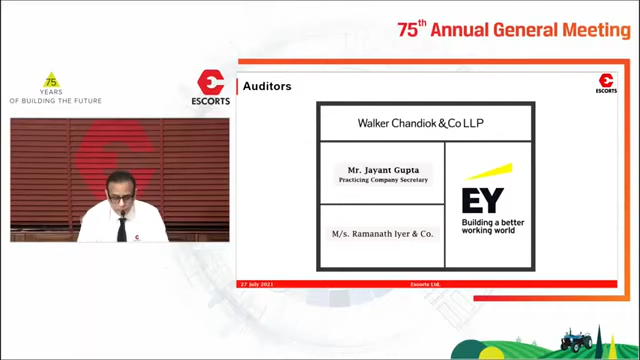 75th Annual General Meeting
75
YEARS
OF BUILDING THE FUTURE
ESCORTS
Auditors
ESCORTS
Walker Chandiok & Co LLP
Mr. Jayant Gupta
Practicing Company Secretary
M/s. Ramanath Iyer & Co.
EY
Building a better
working world
27 July 2021
Escorts Ltd.